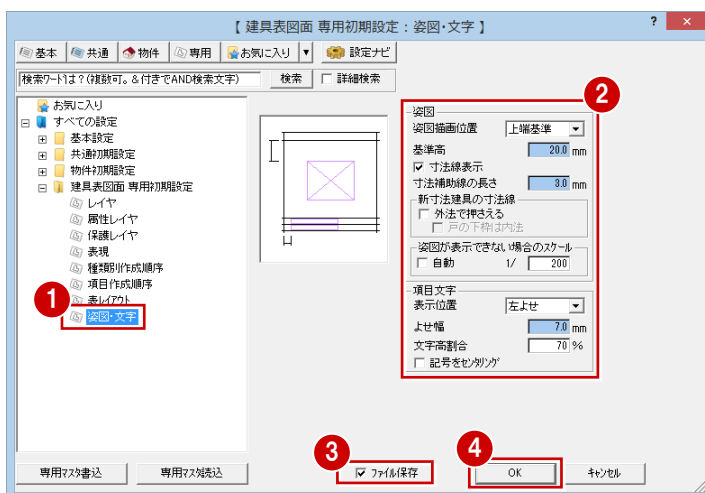 【 建具表図面 専用初期設定：姿図・文字 】
? ×
基本 共通 物件 専用 お気に入り ▼ 設定ナビ
検索ワードは？(複数可。&付きでAND検索文字) 検索 詳細検索
お気に入り
すべての設定
基本設定
共通初期設定
物件初期設定
建具表図面 専用初期設定
レイヤ
属性レイヤ
保護レイヤ
表現
種類別作成順序
項目作成順序
表レイアウト
姿図・文字
1
2
姿図
姿図描画位置 上端基準
基準高 20.0 mm
寸法線表示
寸法補助線の長さ 3.0 mm
新寸法建具の寸法線
外法で押さえる
戸の下枠は内法
姿図が表示できない場合のスケール
自動 1/ 200
項目文字
表示位置 左よせ
よせ幅 7.0 mm
文字高割合 70 %
記号をセンタリング
3
4
専用マスタ書込 専用マスタ読込 ファイル保存 OK キャンセル